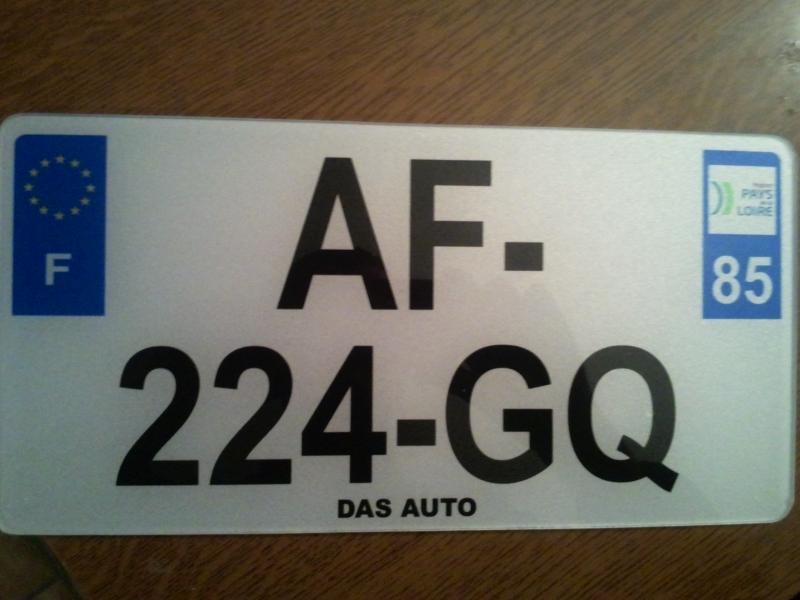 AF-
224-GQ
DAS AUTO
F
PAYS
LOIRE
85